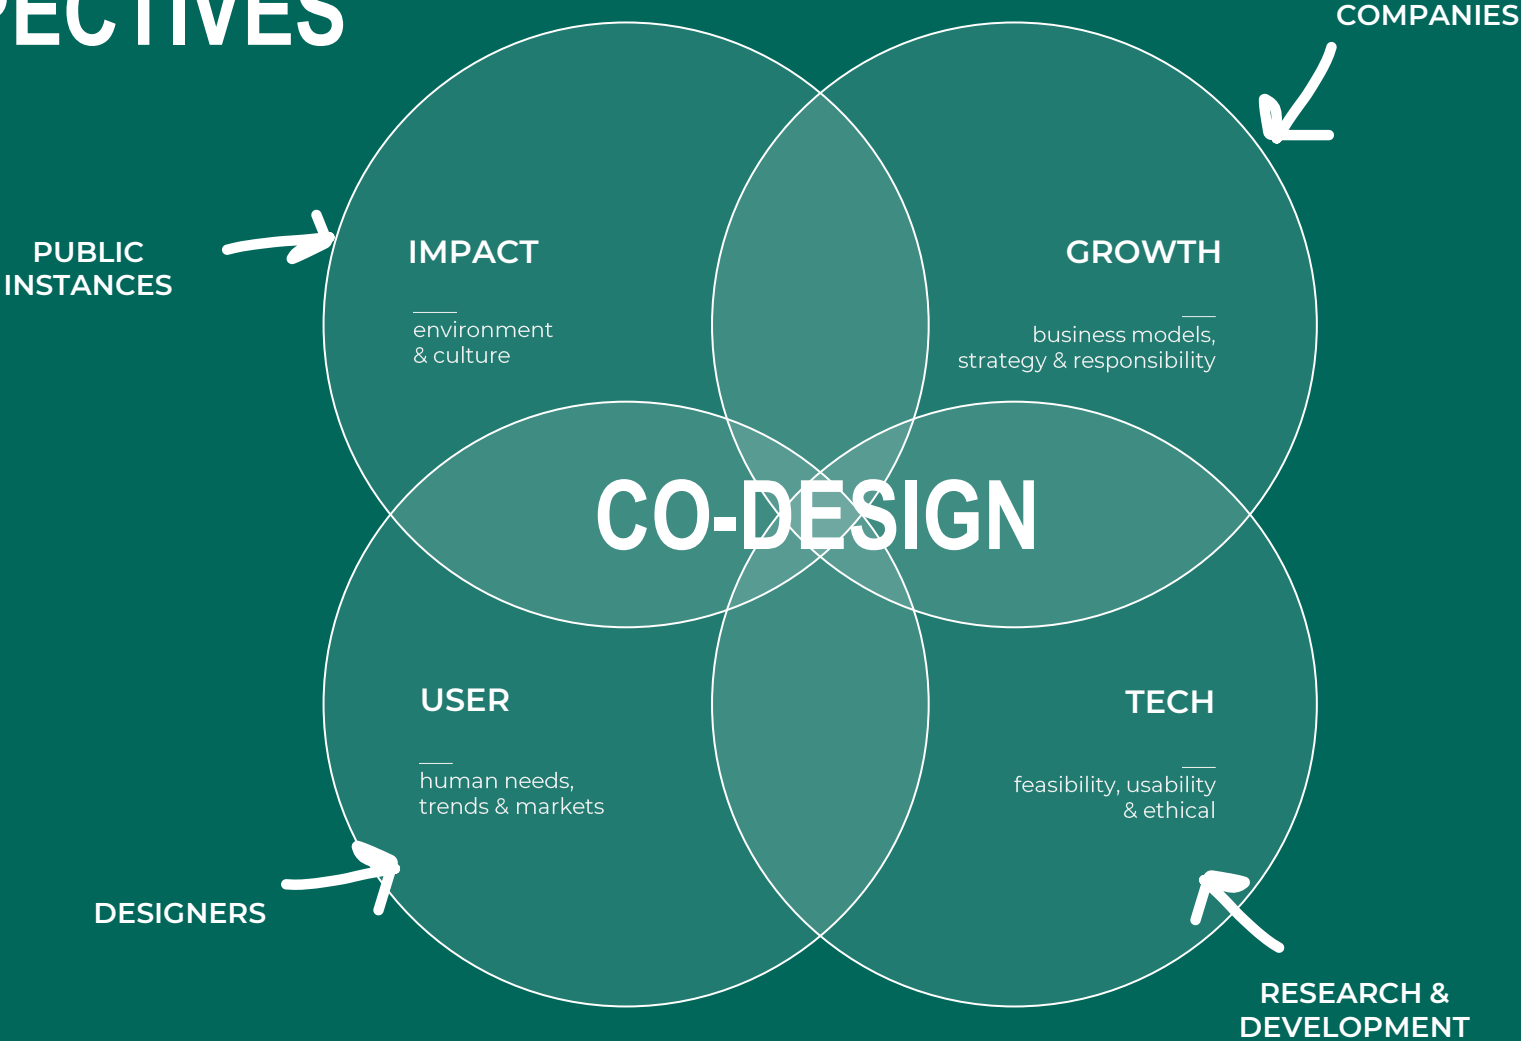 PECTIVES
COMPANIES
PUBLIC
INSTANCES
IMPACT
environment
& culture
GROWTH
business models,
strategy & responsibility
CO-DESIGN
USER
human needs,
trends & markets
TECH
feasibility, usability
& ethical
DESIGNERS
RESEARCH &
DEVELOPMENT